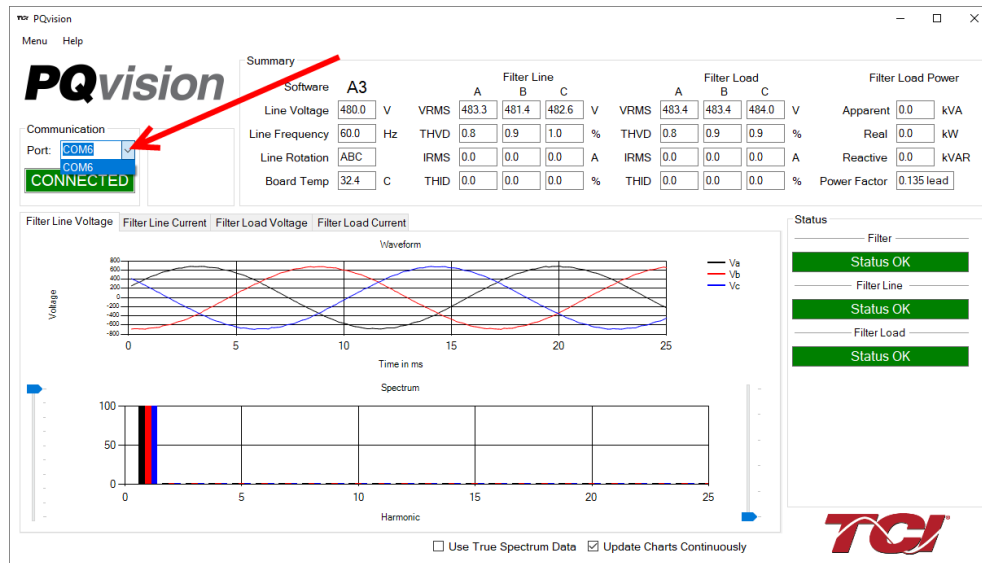 TCI PQvision
Menu Help
PQvision
Communication
Port: COM6
COM6
CONNECTED
Summary
Software A3
Line Voltage 480.0 V
Line Frequency 60.0 Hz
Line Rotation ABC
Board Temp 32.4 C
Filter Line
A B C
VRMS 483.3 481.4 482.6 V
THVD 0.8 0.9 1.0 %
IRMS 0.0 0.0 0.0 A
THID 0.0 0.0 0.0 %
Filter Load
A B C
VRMS 483.4 483.4 484.0 V
THVD 0.8 0.9 0.9 %
IRMS 0.0 0.0 0.0 A
THID 0.0 0.0 0.0 %
Filter Load Power
Apparent 0.0 kVA
Real 0.0 kW
Reactive 0.0 kVAR
Power Factor 0.135 lead
Filter Line Voltage Filter Line Current Filter Load Voltage Filter Load Current
Waveform
Voltage
800
600
400
200
0
-200
-400
-600
-800
0 5 10 15 20 25
Time in ms
Va
Vb
Vc
Spectrum
100
50
0
0 5 10 15 20 25
Harmonic
Use True Spectrum Data Update Charts Continuously
Status
Filter
Status OK
Filter Line
Status OK
Filter Load
Status OK
TCI